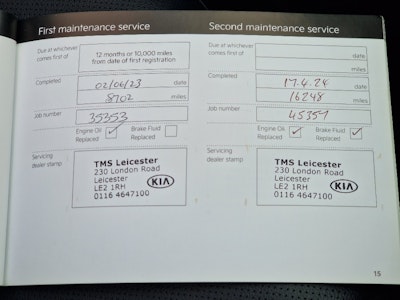 First maintenance service
Due at whichever comes first of
12 months or 10,000 miles
from date of first registration
Completed
02/06/23 date
8702 miles
Job number
35353
Engine Oil Replaced ✓
Brake Fluid Replaced
Servicing dealer stamp
TMS Leicester
230 London Road
Leicester
LE2 1RH
0116 4647100
KIA
Second maintenance service
Due at whichever comes first of
date
miles
Completed
17.4.24 date
16248 miles
Job number
45357
Engine Oil Replaced ✓
Brake Fluid Replaced ✓
Servicing dealer stamp
TMS Leicester
230 London Road
Leicester
LE2 1RH
0116 4647100
KIA
15